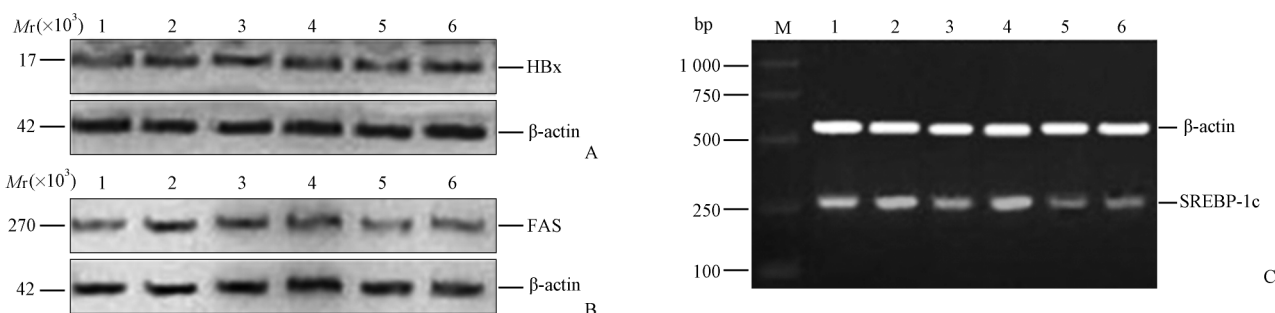 Mr(×10³) 1 2 3 4 5 6
17 HBx
42 β-actin
A
Mr(×10³) 1 2 3 4 5 6
270 FAS
42 β-actin
B
bp M 1 2 3 4 5 6
1 000
750
β-actin
500
250 SREBP-1c
100
C